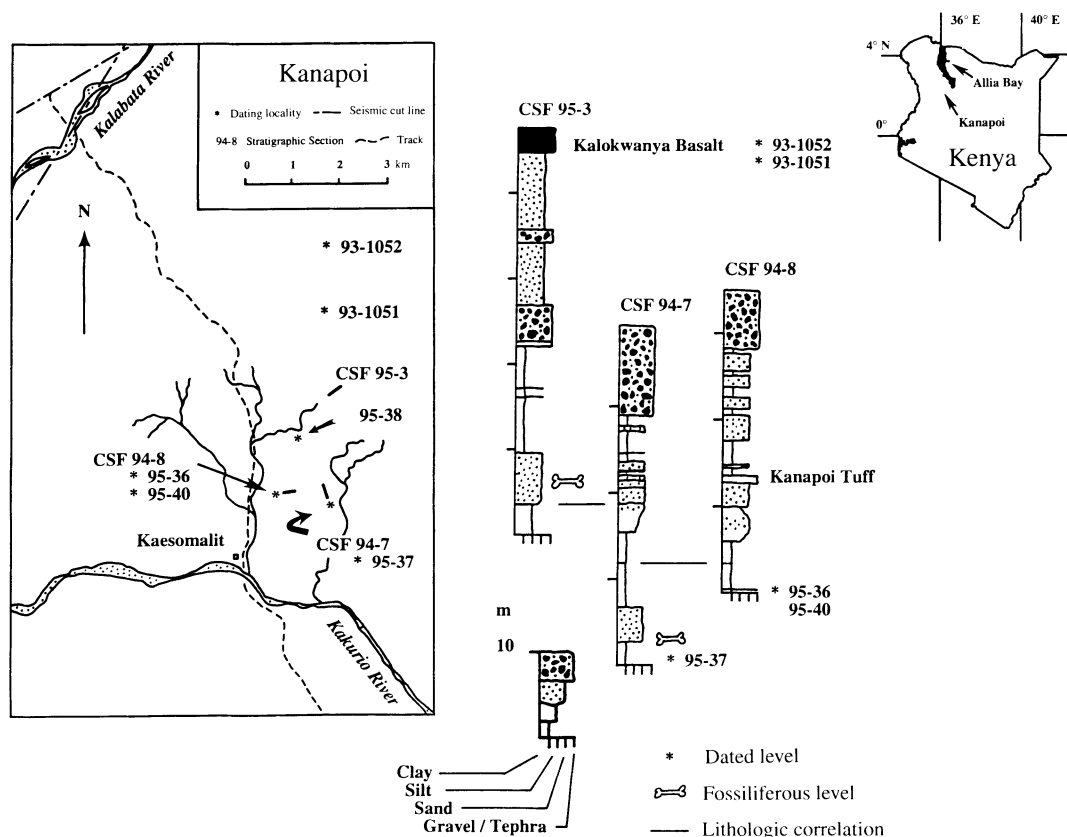 Kanapoi
* Dating locality
Seismic cut line
94-8 Stratigraphic Section
Track
0 1 2 3
km
Kalabata River
N
* 93-1052
* 93-1051
CSF 95-3
95-38
CSF 94-8
* 95-36
* 95-40
Kaesomalit
CSF 94-7
* 95-37
Kakurio River
CSF 95-3
Kalokwanya Basalt
* 93-1052
* 93-1051
CSF 94-7
* 95-37
CSF 94-8
Kanapoi Tuff
* 95-36
95-40
m
10
Clay
Silt
Sand
Gravel / Tephra
* Dated level
Fossiliferous level
Lithologic correlation
36° E
40° E
4° N
0°
Allia Bay
Kanapoi
Kenya